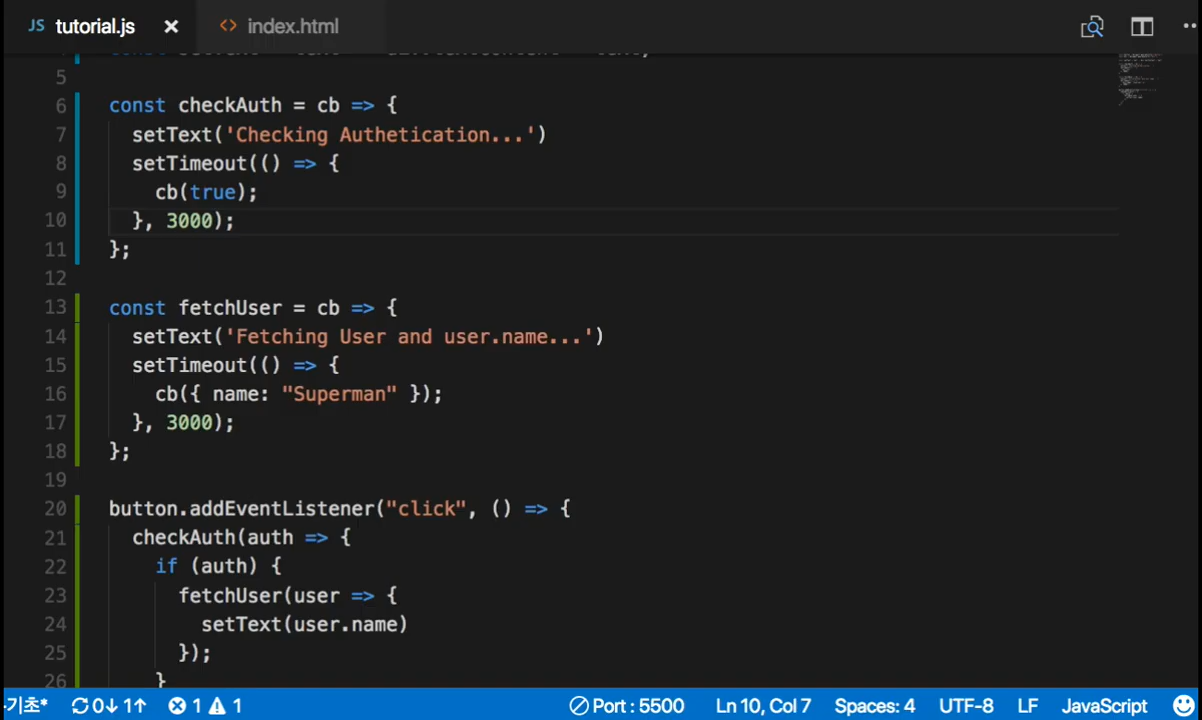 JS tutorial.js × <> index.html
5
6 const checkAuth = cb => {
7 setText('Checking Authetication...')
8 setTimeout(() => {
9 cb(true);
10 }, 3000);
11 };
12
13 const fetchUser = cb => {
14 setText('Fetching User and user.name...')
15 setTimeout(() => {
16 cb({ name: "Superman" });
17 }, 3000);
18 };
19
20 button.addEventListener("click", () => {
21 checkAuth(auth => {
22 if (auth) {
23 fetchUser(user => {
24 setText(user.name)
25 });
26 }
-기초* 0↓ 1↑ 1 1 Port : 5500 Ln 10, Col 7 Spaces: 4 UTF-8 LF JavaScript